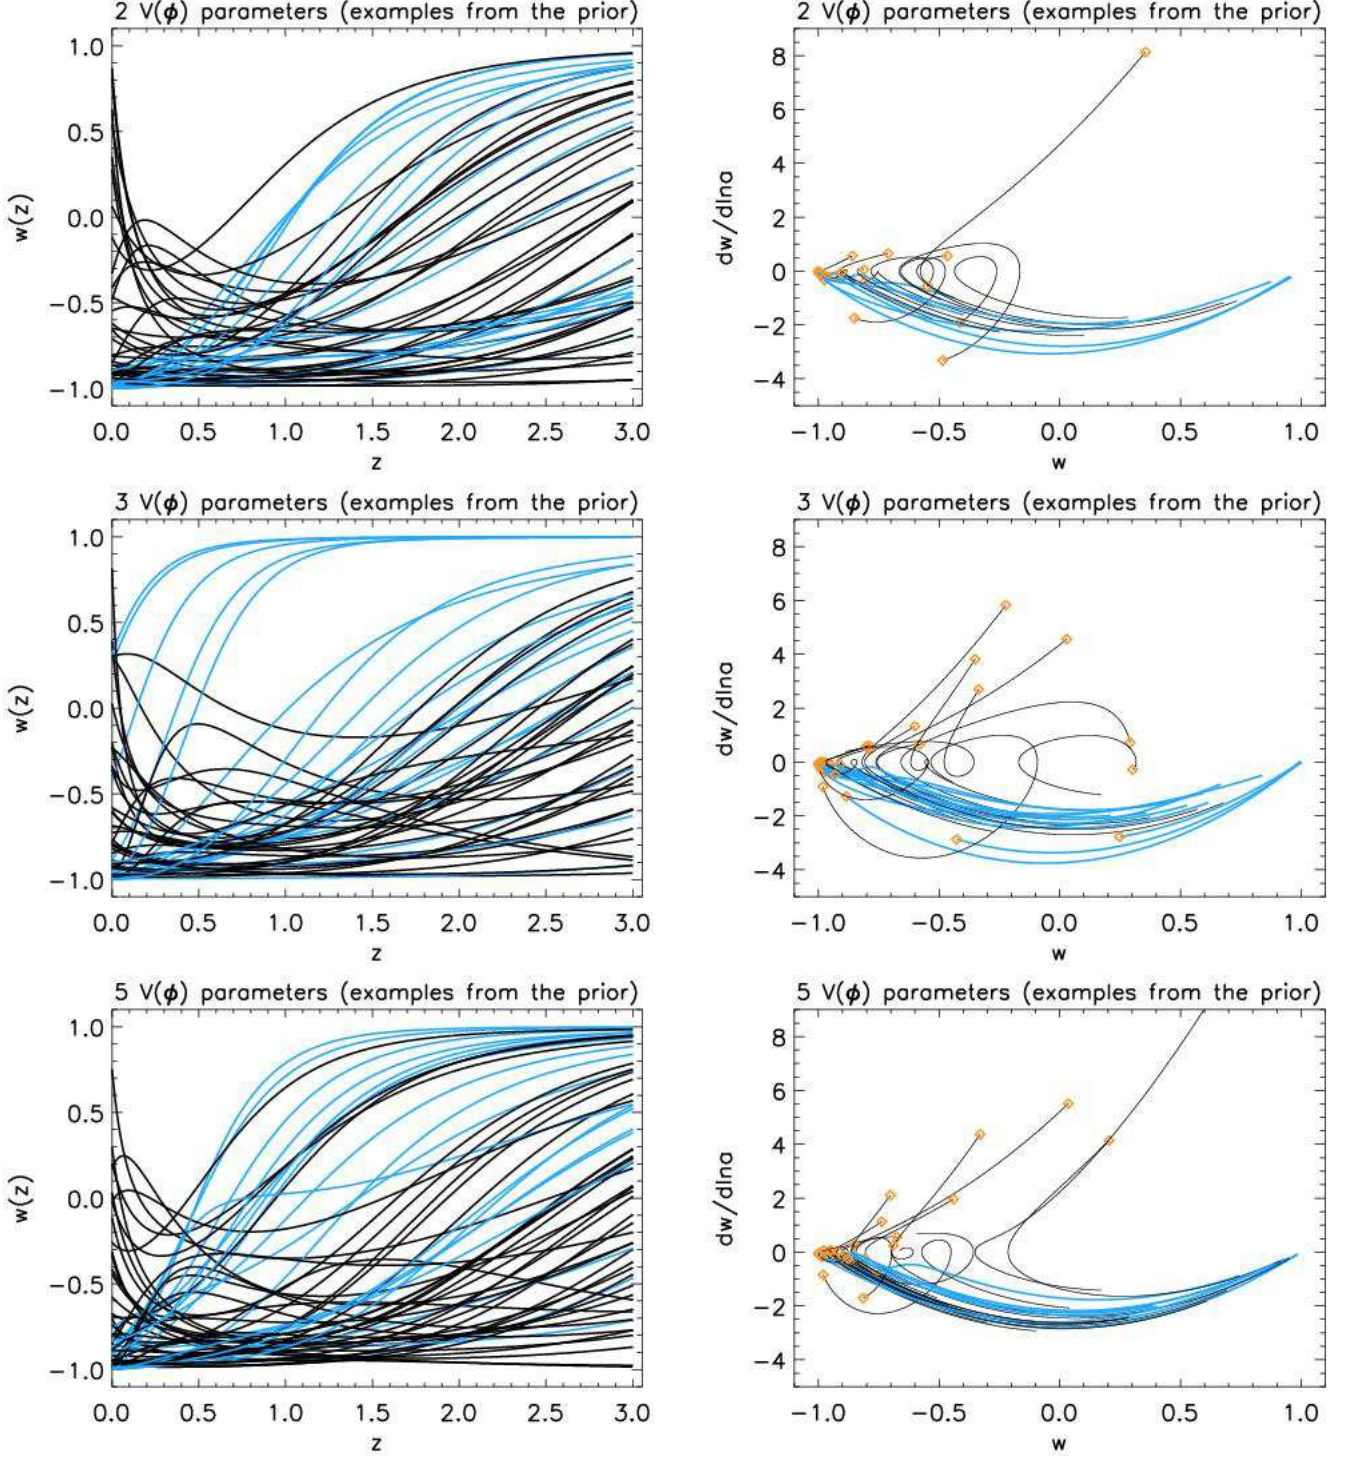 2 V(ϕ) parameters (examples from the prior)
1.0
0.5
0.0
−0.5
−1.0
w(z)
0.0 0.5 1.0 1.5 2.0 2.5 3.0
z
2 V(ϕ) parameters (examples from the prior)
8
6
4
2
0
−2
−4
dw/dlna
−1.0 −0.5 0.0 0.5 1.0
w
3 V(ϕ) parameters (examples from the prior)
1.0
0.5
0.0
−0.5
−1.0
w(z)
0.0 0.5 1.0 1.5 2.0 2.5 3.0
z
3 V(ϕ) parameters (examples from the prior)
8
6
4
2
0
−2
−4
dw/dlna
−1.0 −0.5 0.0 0.5 1.0
w
5 V(ϕ) parameters (examples from the prior)
1.0
0.5
0.0
−0.5
−1.0
w(z)
0.0 0.5 1.0 1.5 2.0 2.5 3.0
z
5 V(ϕ) parameters (examples from the prior)
8
6
4
2
0
−2
−4
dw/dlna
−1.0 −0.5 0.0 0.5 1.0
w